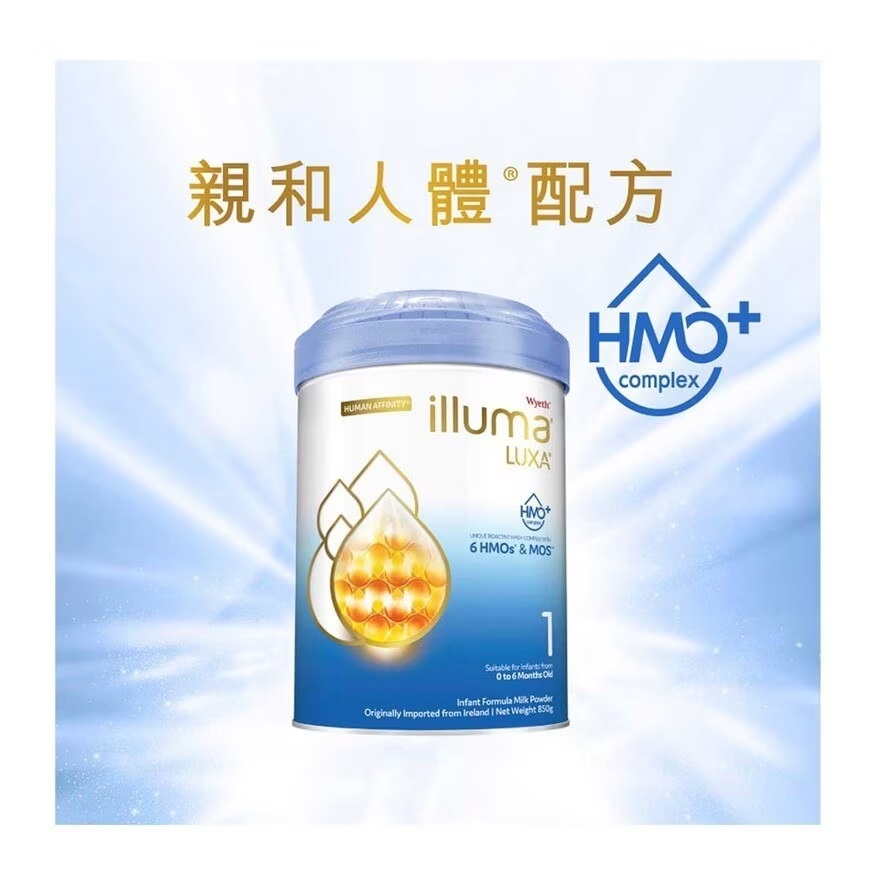 親和人體®配方
HMO+
complex
HUMAN AFFINITY®
Wyeth®
illuma®
LUXA®
HMO+
complex
6 HMOs & MOS
1
Suitable for Infants from
0 to 6 Months Old
Infant Formula Milk Powder
Originally Imported from Ireland | Net Weight 850g